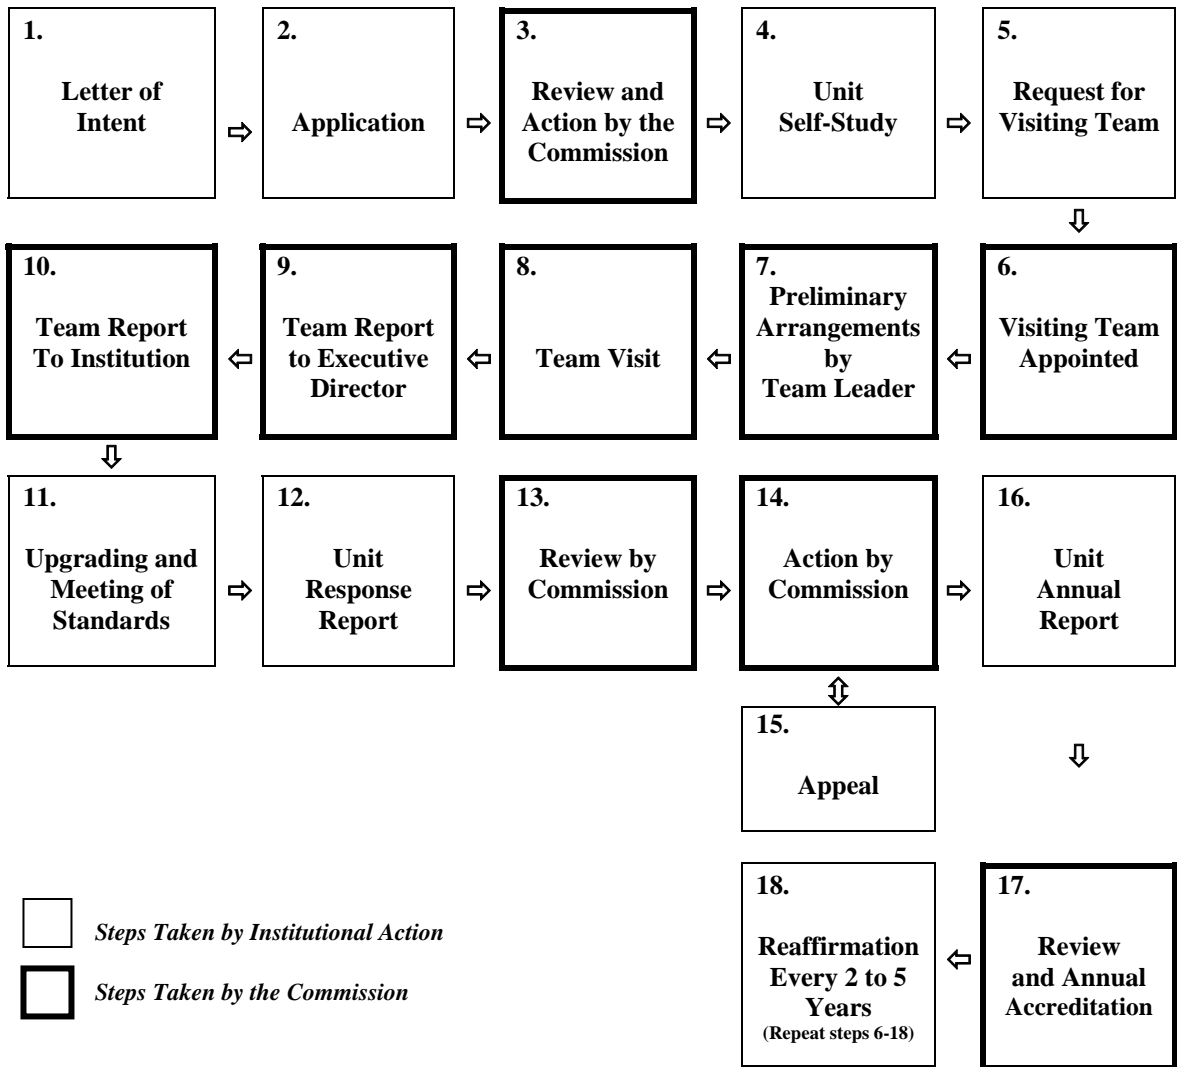 1.
Letter of
Intent
2.
Application
3.
Review and
Action by the
Commission
4.
Unit
Self-Study
5.
Request for
Visiting Team
6.
Visiting Team
Appointed
7.
Preliminary
Arrangements
by
Team Leader
8.
Team Visit
9.
Team Report
to Executive
Director
10.
Team Report
To Institution
11.
Upgrading and
Meeting of
Standards
12.
Unit
Response
Report
13.
Review by
Commission
14.
Action by
Commission
15.
Appeal
16.
Unit
Annual
Report
17.
Review
and Annual
Accreditation
18.
Reaffirmation
Every 2 to 5
Years
(Repeat steps 6-18)
Steps Taken by Institutional Action
Steps Taken by the Commission